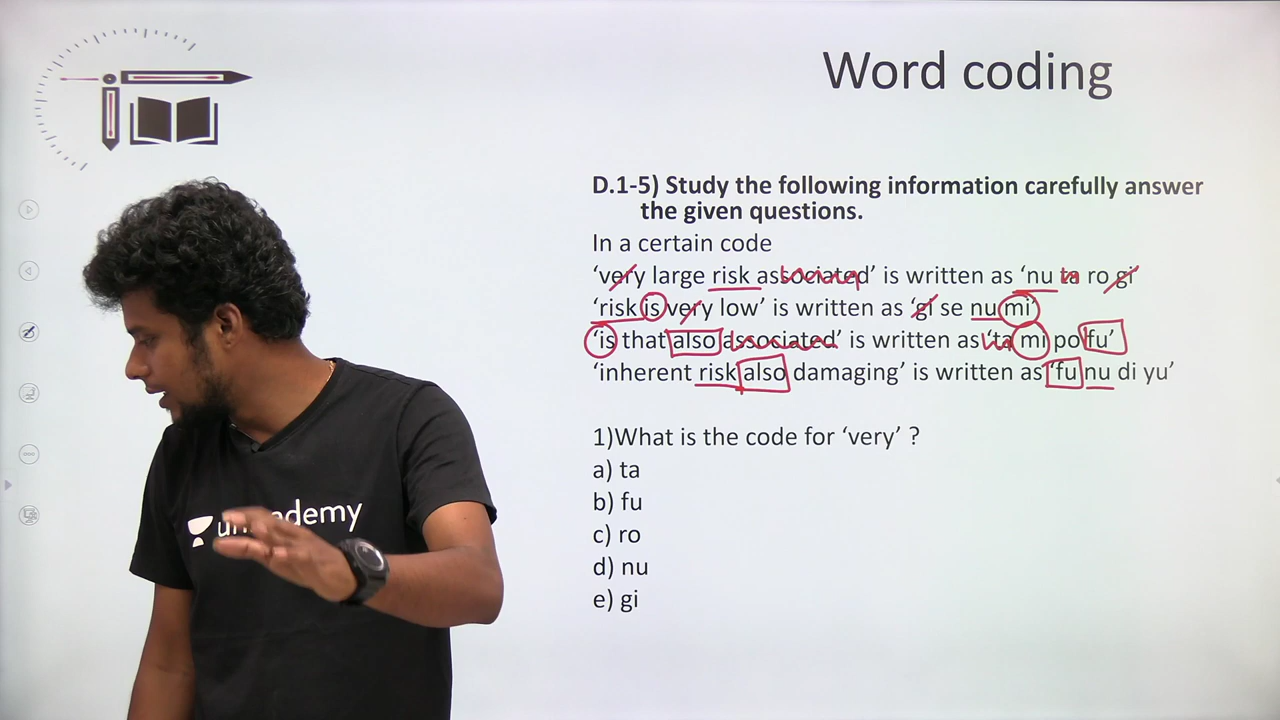 Word coding
D.1-5) Study the following information carefully answer
the given questions.
In a certain code
‘very large risk associated’ is written as ‘nu ta ro gi’
‘risk is very low’ is written as ‘gi se nu mi’
‘is that also associated’ is written as ‘ta mi po fu’
‘inherent risk also damaging’ is written as ‘fu nu di yu’
1)What is the code for ‘very’ ?
a) ta
b) fu
c) ro
d) nu
e) gi